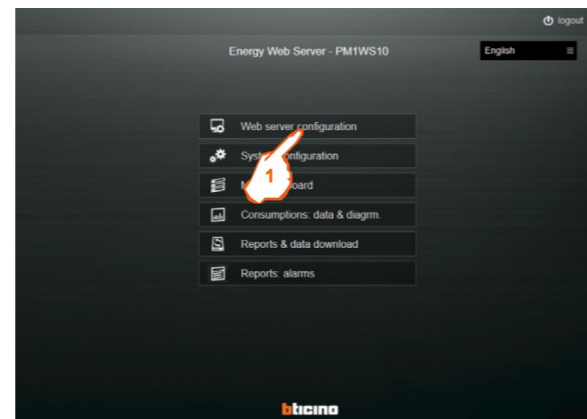 logout
Energy Web Server - PM1WS10
English
Web server configuration
1
Consumptions: data & diagrm.
Reports & data download
Reports: alarms
bticino